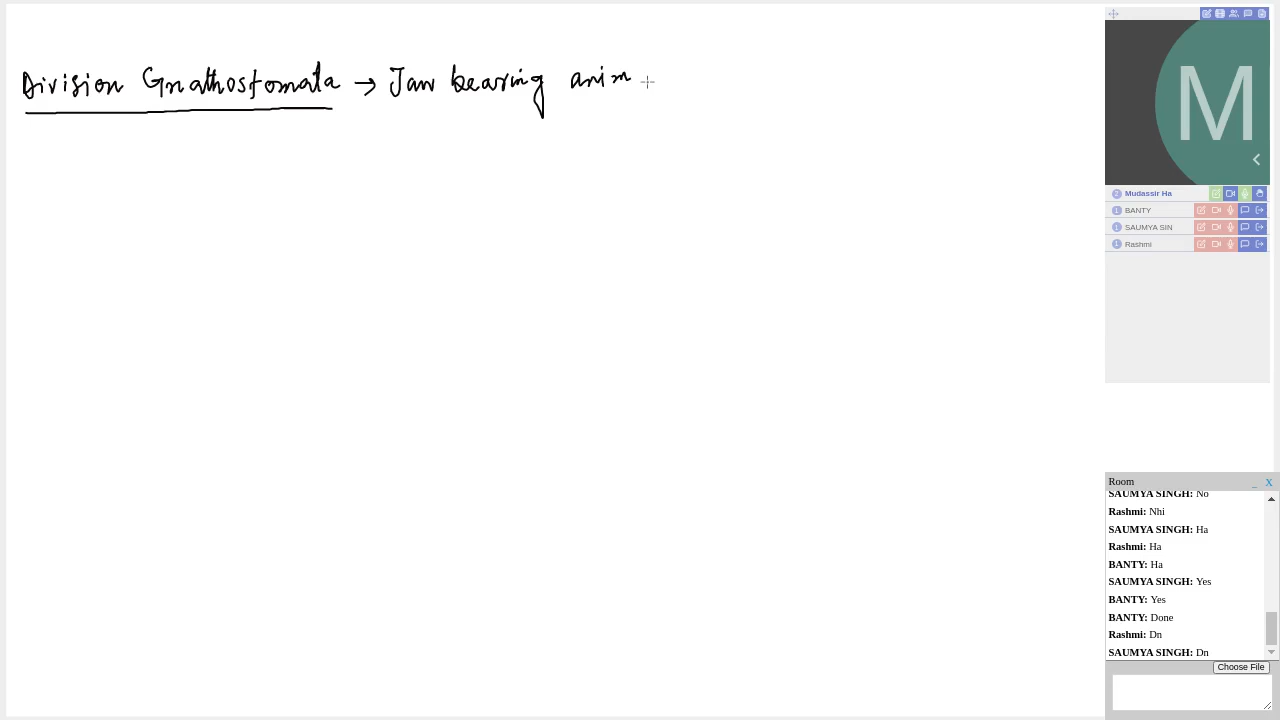 Division Gnathostomata → Jaw bearing anim
M
Mudassir Ha
BANTY
SAUMYA SIN
Rashmi
Room _ X
SAUMYA SINGH: No
Rashmi: Nhi
SAUMYA SINGH: Ha
Rashmi: Ha
BANTY: Ha
SAUMYA SINGH: Yes
BANTY: Yes
BANTY: Done
Rashmi: Dn
SAUMYA SINGH: Dn
Choose File